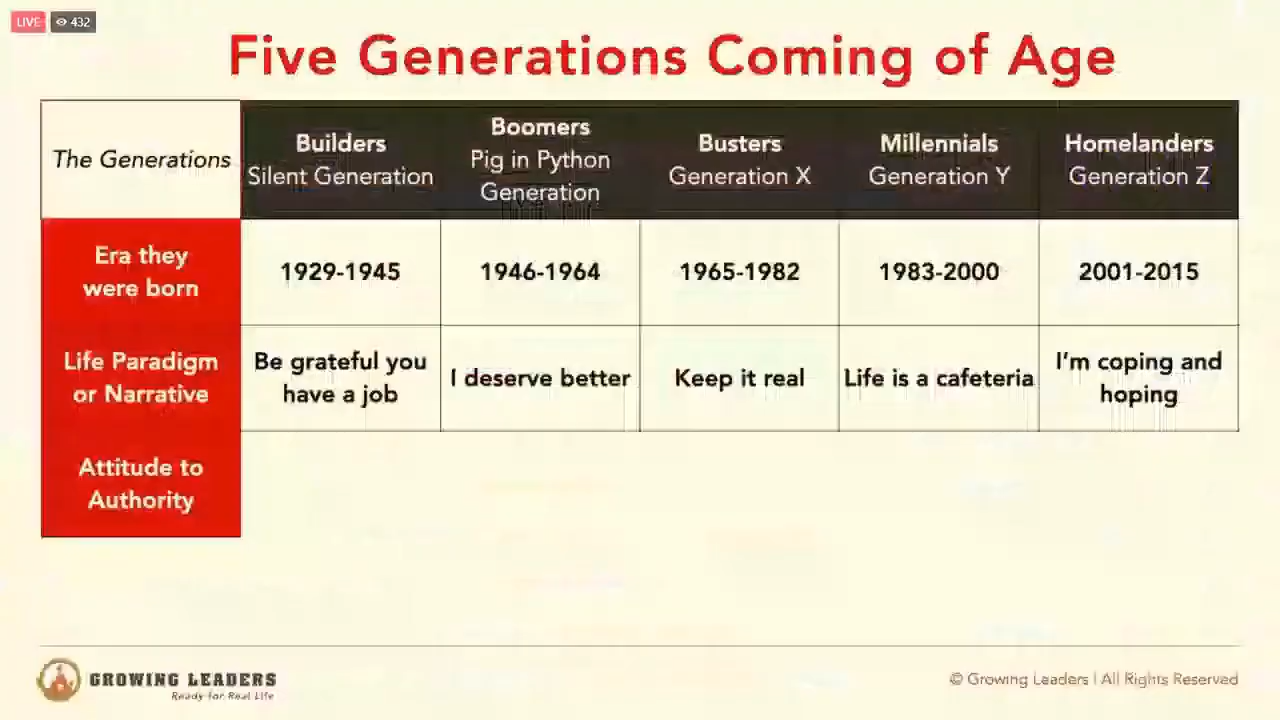 LIVE 432
Five Generations Coming of Age
The Generations
Builders
Silent Generation
Boomers
Pig in Python
Generation
Busters
Generation X
Millennials
Generation Y
Homelanders
Generation Z
Era they
were born
1929-1945
1946-1964
1965-1982
1983-2000
2001-2015
Life Paradigm
or Narrative
Be grateful you
have a job
I deserve better
Keep it real
Life is a cafeteria
I'm coping and
hoping
Attitude to
Authority
GROWING LEADERS
Ready for Real Life
© Growing Leaders | All Rights Reserved